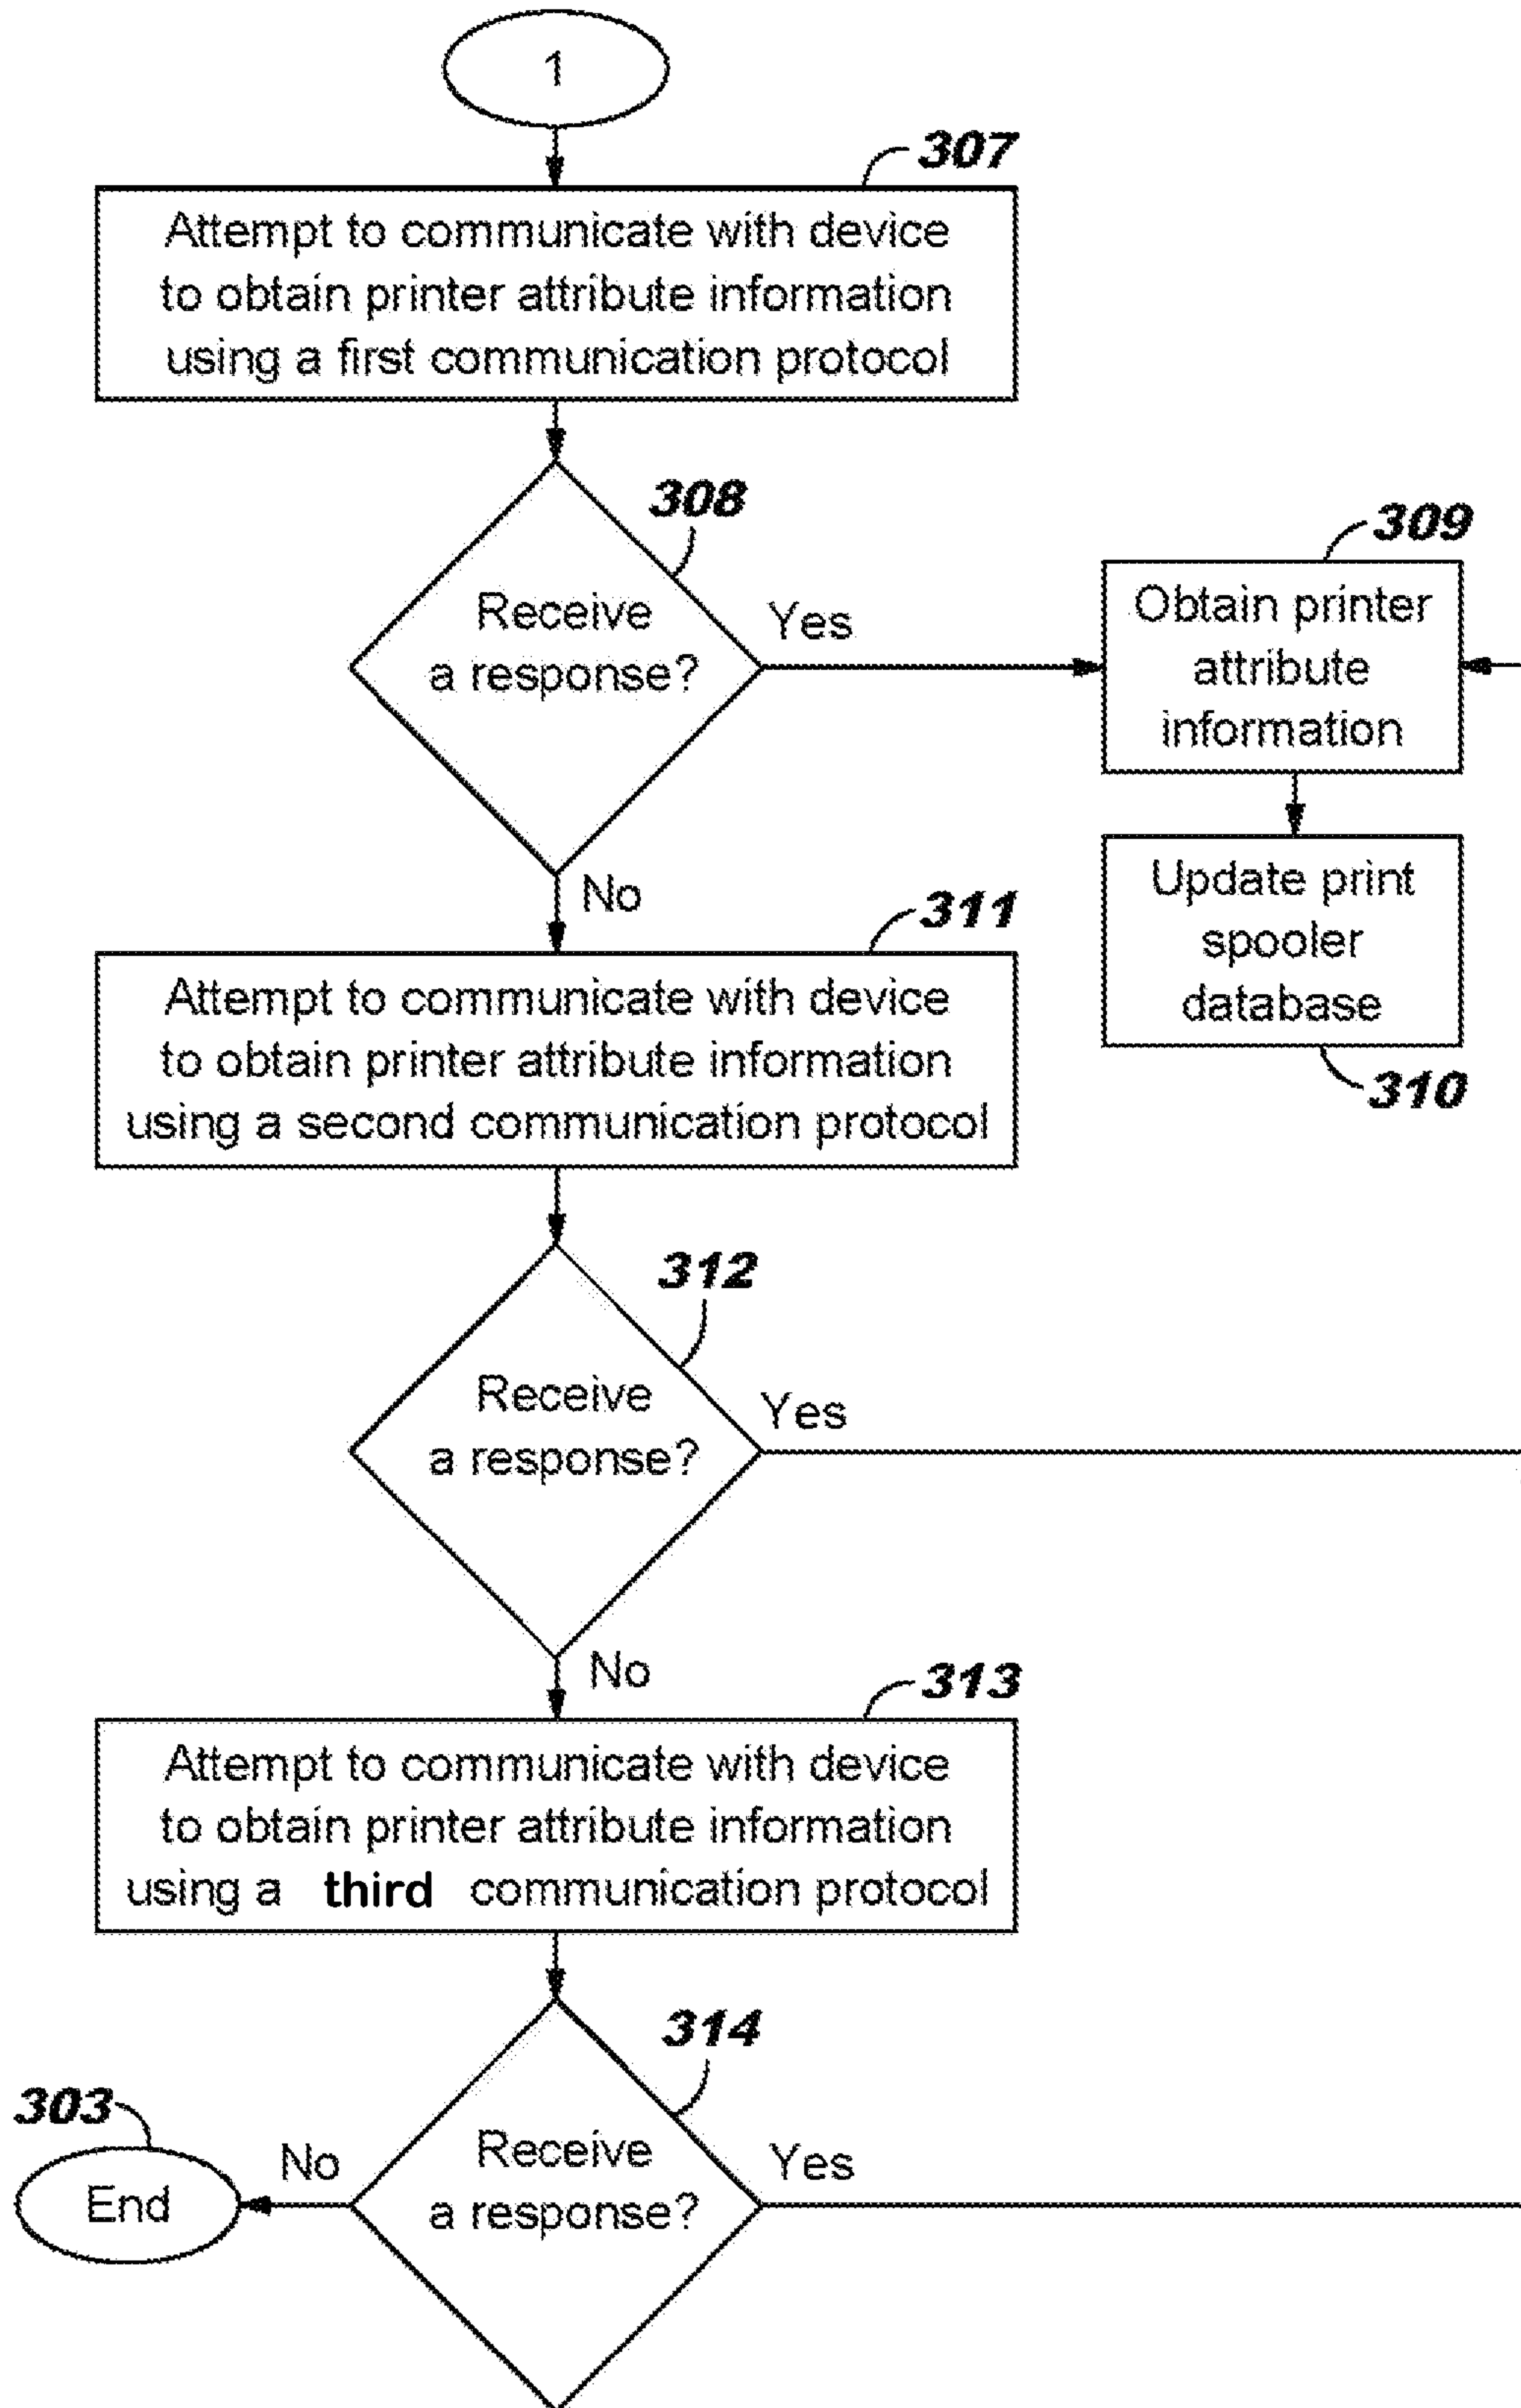 1
307
Attempt to communicate with device
to obtain printer attribute information
using a first communication protocol
308
Receive
a response?
Yes
309
Obtain printer
attribute
information
Update print
spooler
database
310
No
311
Attempt to communicate with device
to obtain printer attribute information
using a second communication protocol
312
Receive
a response?
Yes
No
313
Attempt to communicate with device
to obtain printer attribute information
using a third communication protocol
314
Receive
a response?
Yes
No
303
End